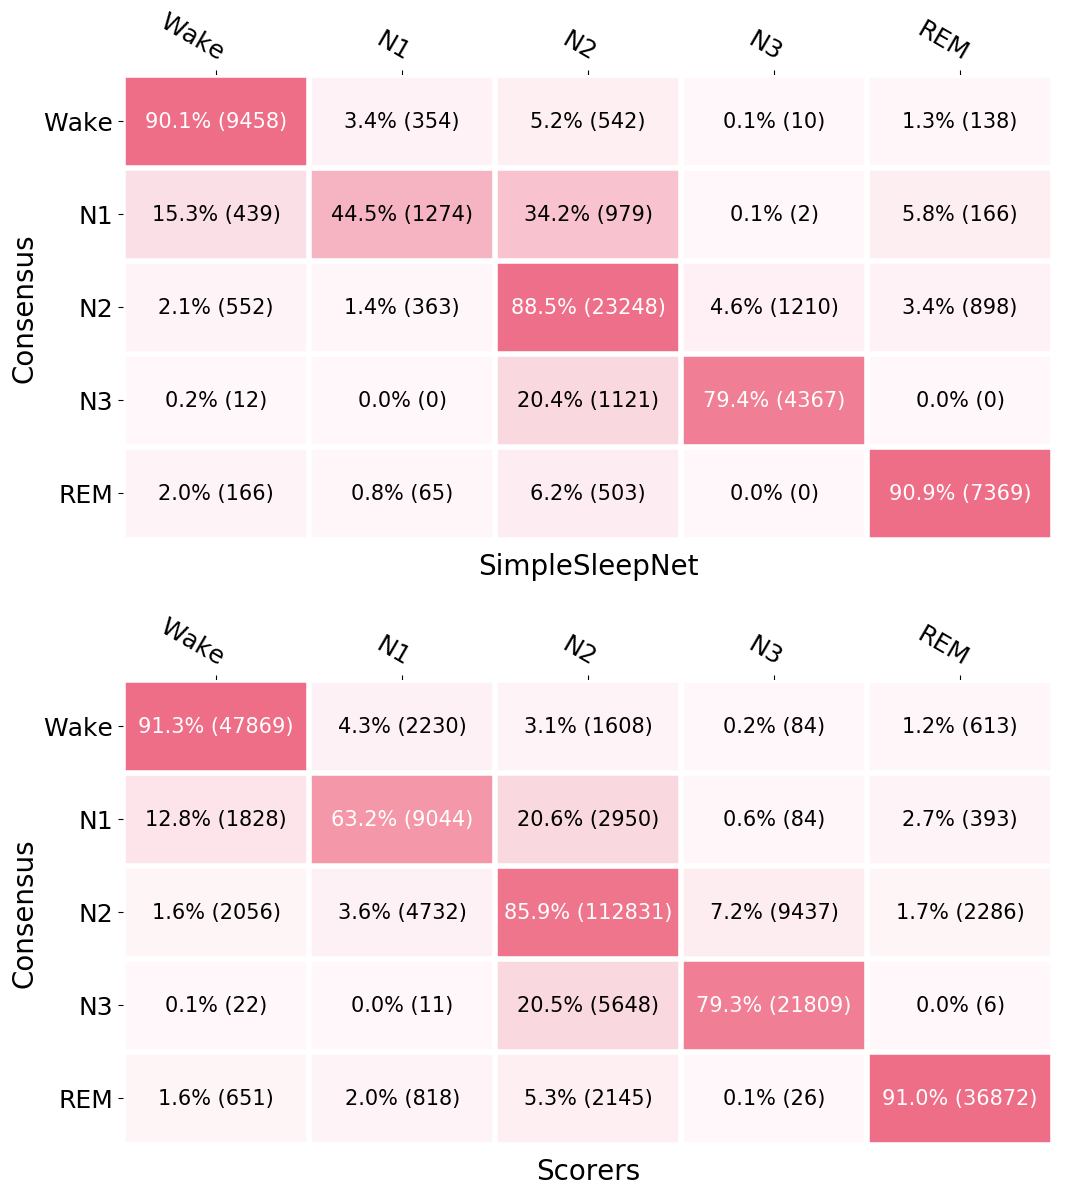 Wake N1 N2 N3 REM
Wake 90.1% (9458) 3.4% (354) 5.2% (542) 0.1% (10) 1.3% (138)
N1 15.3% (439) 44.5% (1274) 34.2% (979) 0.1% (2) 5.8% (166)
N2 2.1% (552) 1.4% (363) 88.5% (23248) 4.6% (1210) 3.4% (898)
N3 0.2% (12) 0.0% (0) 20.4% (1121) 79.4% (4367) 0.0% (0)
REM 2.0% (166) 0.8% (65) 6.2% (503) 0.0% (0) 90.9% (7369)
Consensus
SimpleSleepNet
Wake N1 N2 N3 REM
Wake 91.3% (47869) 4.3% (2230) 3.1% (1608) 0.2% (84) 1.2% (613)
N1 12.8% (1828) 63.2% (9044) 20.6% (2950) 0.6% (84) 2.7% (393)
N2 1.6% (2056) 3.6% (4732) 85.9% (112831) 7.2% (9437) 1.7% (2286)
N3 0.1% (22) 0.0% (11) 20.5% (5648) 79.3% (21809) 0.0% (6)
REM 1.6% (651) 2.0% (818) 5.3% (2145) 0.1% (26) 91.0% (36872)
Consensus
Scorers